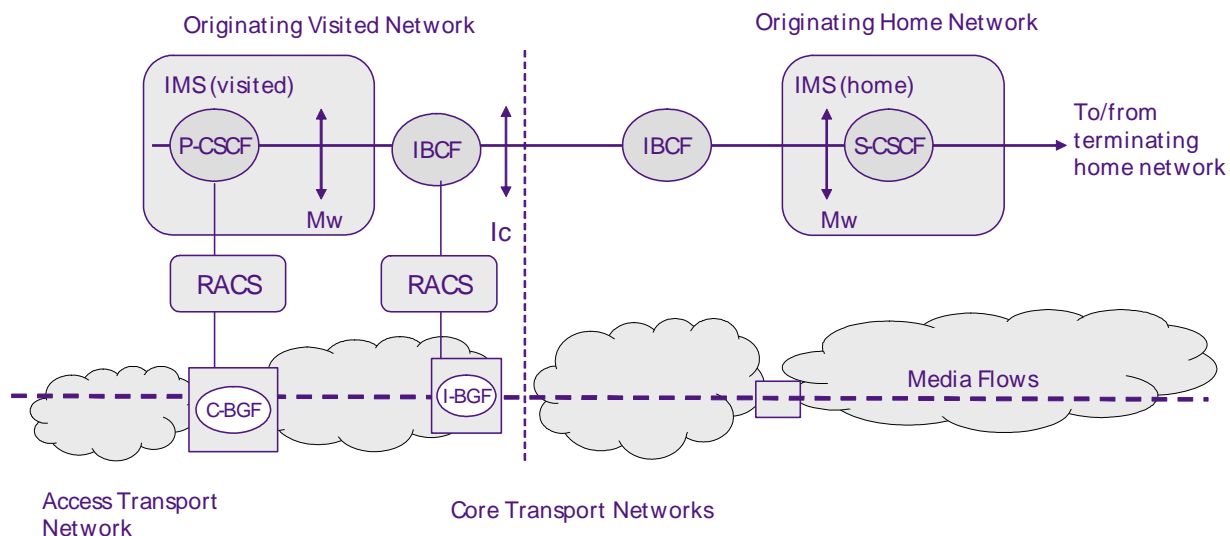 Originating Visited Network
Originating Home Network
IMS (visited)
IMS (home)
To/from
terminating
home network
P-CSCF
IBCF
IBCF
S-CSCF
Mw
Ic
Mw
RACS
RACS
Media Flows
C-BGF
I-BGF
Access Transport
Network
Core Transport Networks